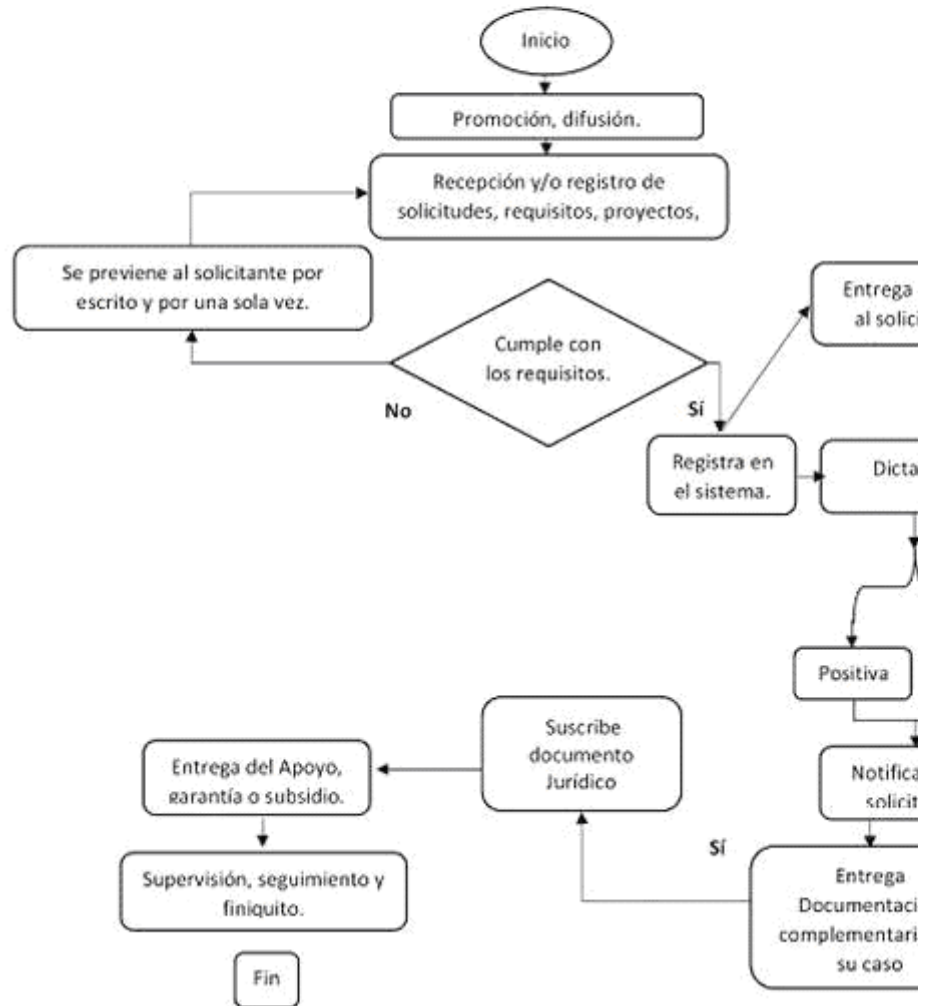 Inicio
Promoción, difusión.
Recepción y/o registro de
solicitudes, requisitos, proyectos,
Se previene al solicitante por
escrito y por una sola vez.
Entrega
al solici
Cumple con
los requisitos.
No
Sí
Registra en
el sistema.
Dicta
Positiva
Suscribe
documento
Jurídico
Entrega del Apoyo,
garantía o subsidio.
Notifica
solicit
Sí
Supervisión, seguimiento y
finiquito.
Entrega
Documentaci
complementari
su caso
Fin